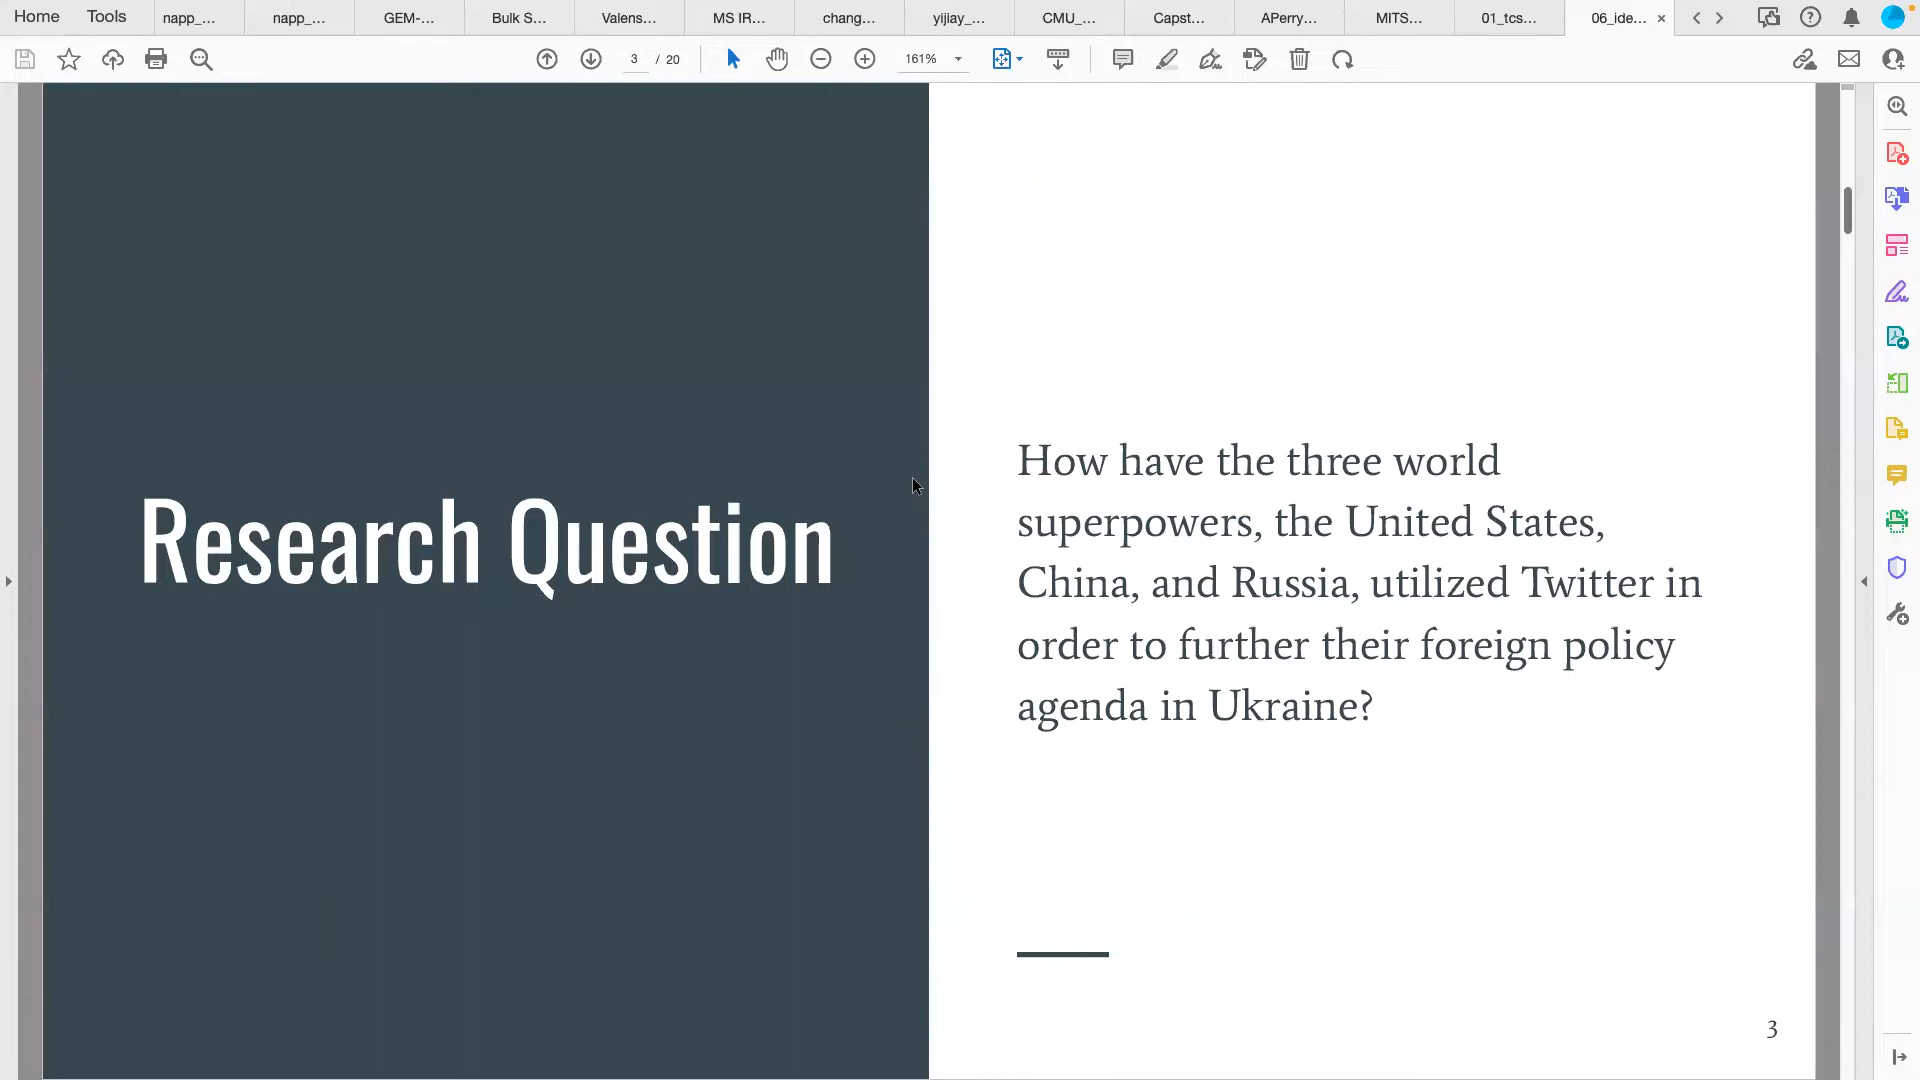 Home Tools napp_... napp_... GEM-... Bulk S... Valens... MS IR... chang... yijiay_... CMU_... Capst... APerry... MITS... 01_tcs... 06_ide...
3 / 20 161%
Research Question
How have the three world
superpowers, the United States,
China, and Russia, utilized Twitter in
order to further their foreign policy
agenda in Ukraine?
3